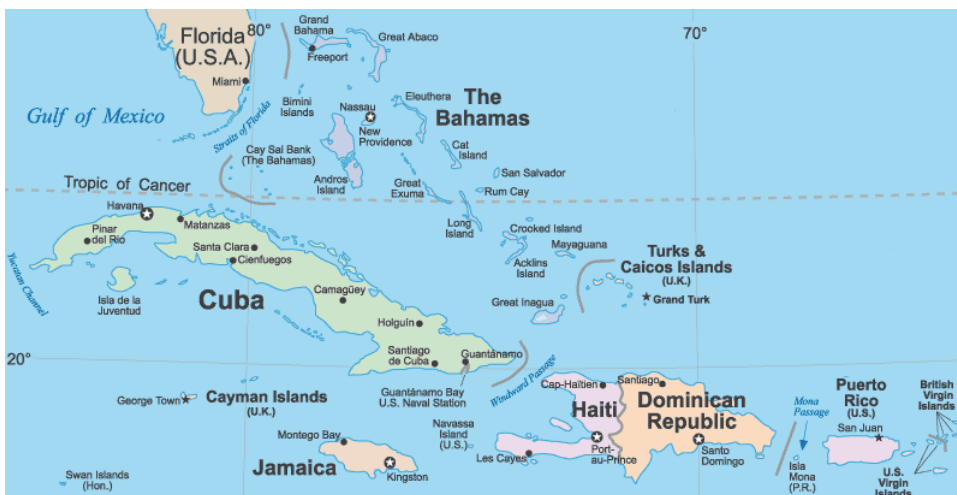 80°
70°
Florida
(U.S.A.)
Miami
Grand
Bahama
Freeport
Great Abaco
Gulf of Mexico
Straits of Florida
Bimini
Islands
Nassau
New
Providence
Eleuthera
The
Bahamas
Cay Sal Bank
(The Bahamas)
Andros
Island
Cat
Island
San Salvador
Great
Exuma
Rum Cay
Tropic of Cancer
Long
Island
Crooked Island
Mayaguana
Acklins
Island
Havana
Matanzas
Pinar
del Rio
Santa Clara
Cienfuegos
Yucatan Channel
Isla de la
Juventud
Cuba
Camagüey
Holguín
Turks &
Caicos Islands
(U.K.)
Grand Turk
Great Inagua
20°
Santiago
de Cuba
Guantánamo
Guantánamo Bay
U.S. Naval Station
Windward Passage
George Town
Cayman Islands
(U.K.)
Navassa
Island
(U.S.)
Cap-Haïtien
Haiti
Port-
au-Prince
Les Cayes
Santiago
Dominican
Republic
Santo
Domingo
Mona
Passage
Isla
Mona
(P.R.)
Puerto
Rico
(U.S.)
San Juan
British
Virgin
Islands
U.S.
Virgin
Islands
Montego Bay
Jamaica
Kingston
Swan Islands
(Hon.)